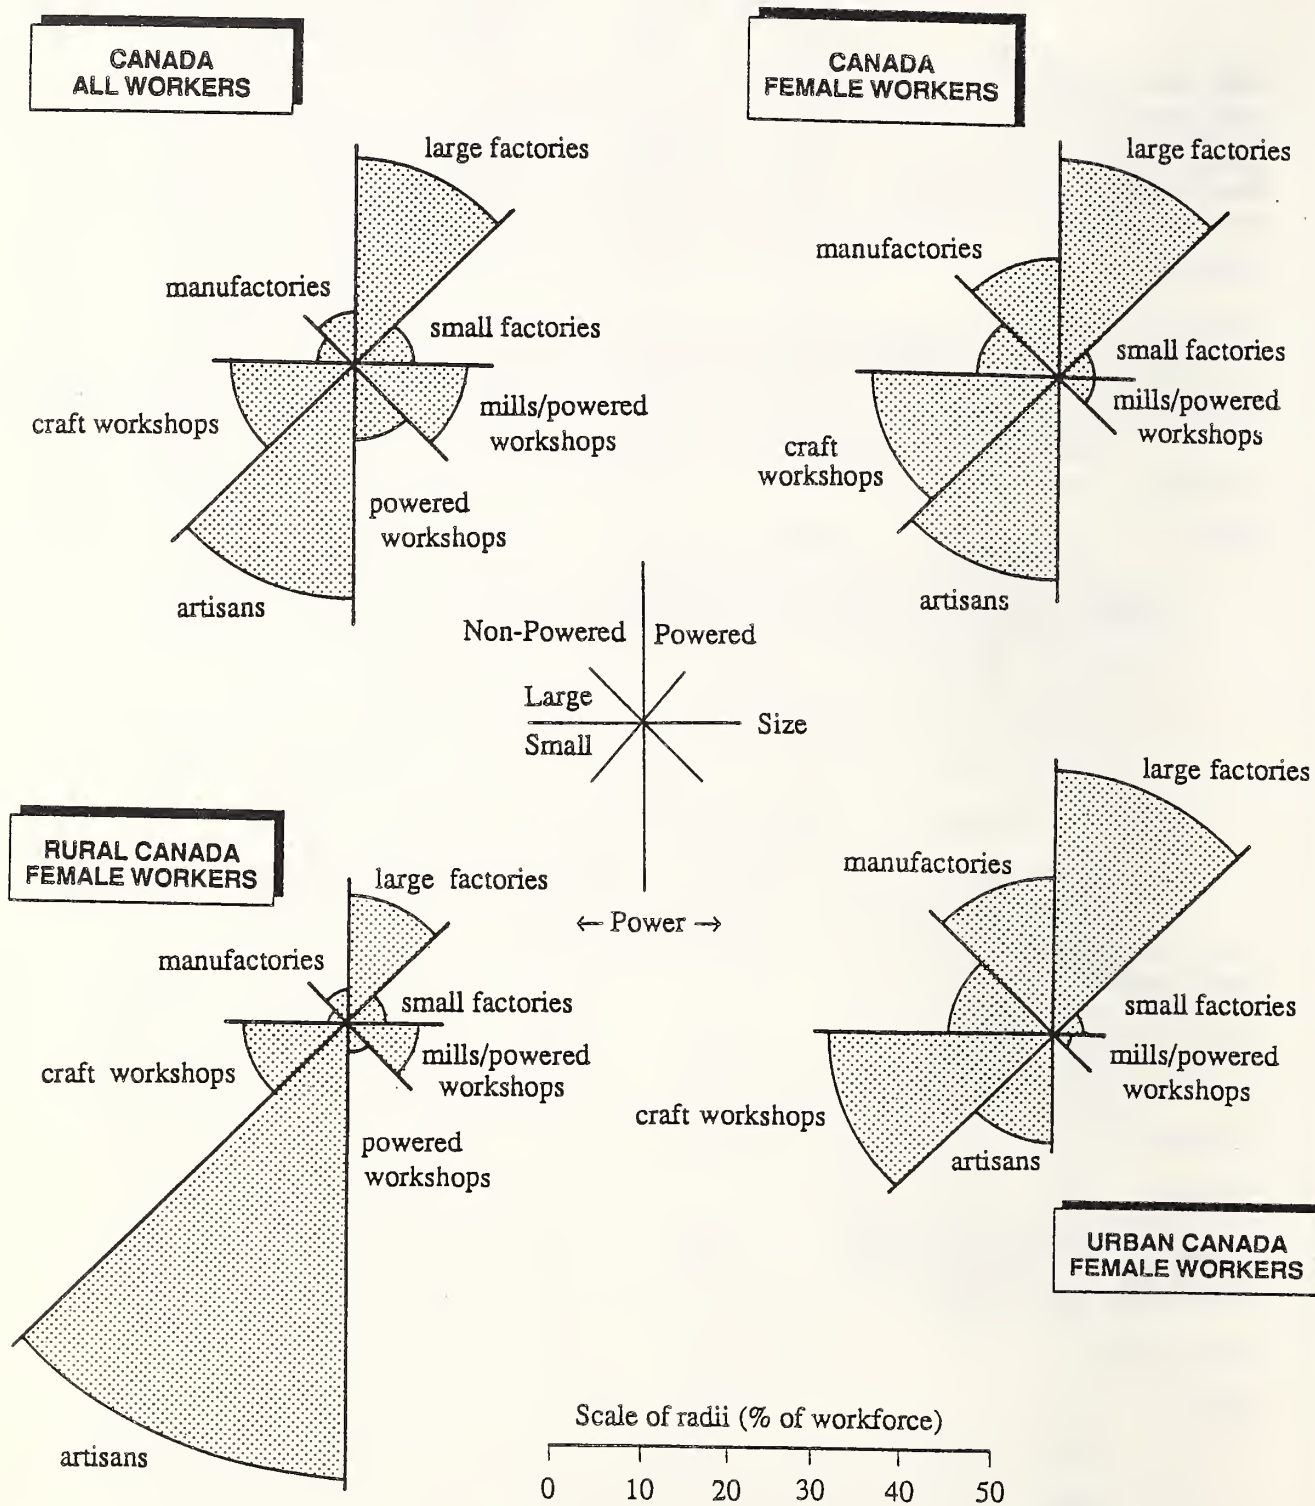 CANADA
ALL WORKERS
large factories
manufactories
small factories
craft workshops
mills/powered
workshops
powered
workshops
artisans
CANADA
FEMALE WORKERS
large factories
manufactories
small factories
mills/powered
workshops
craft
workshops
artisans
Non-Powered
Powered
Large
Small
Size
← Power →
RURAL CANADA
FEMALE WORKERS
large factories
manufactories
small factories
craft workshops
mills/powered
workshops
powered
workshops
artisans
large factories
manufactories
small factories
mills/powered
workshops
craft workshops
artisans
URBAN CANADA
FEMALE WORKERS
Scale of radii (% of workforce)
0 10 20 30 40 50